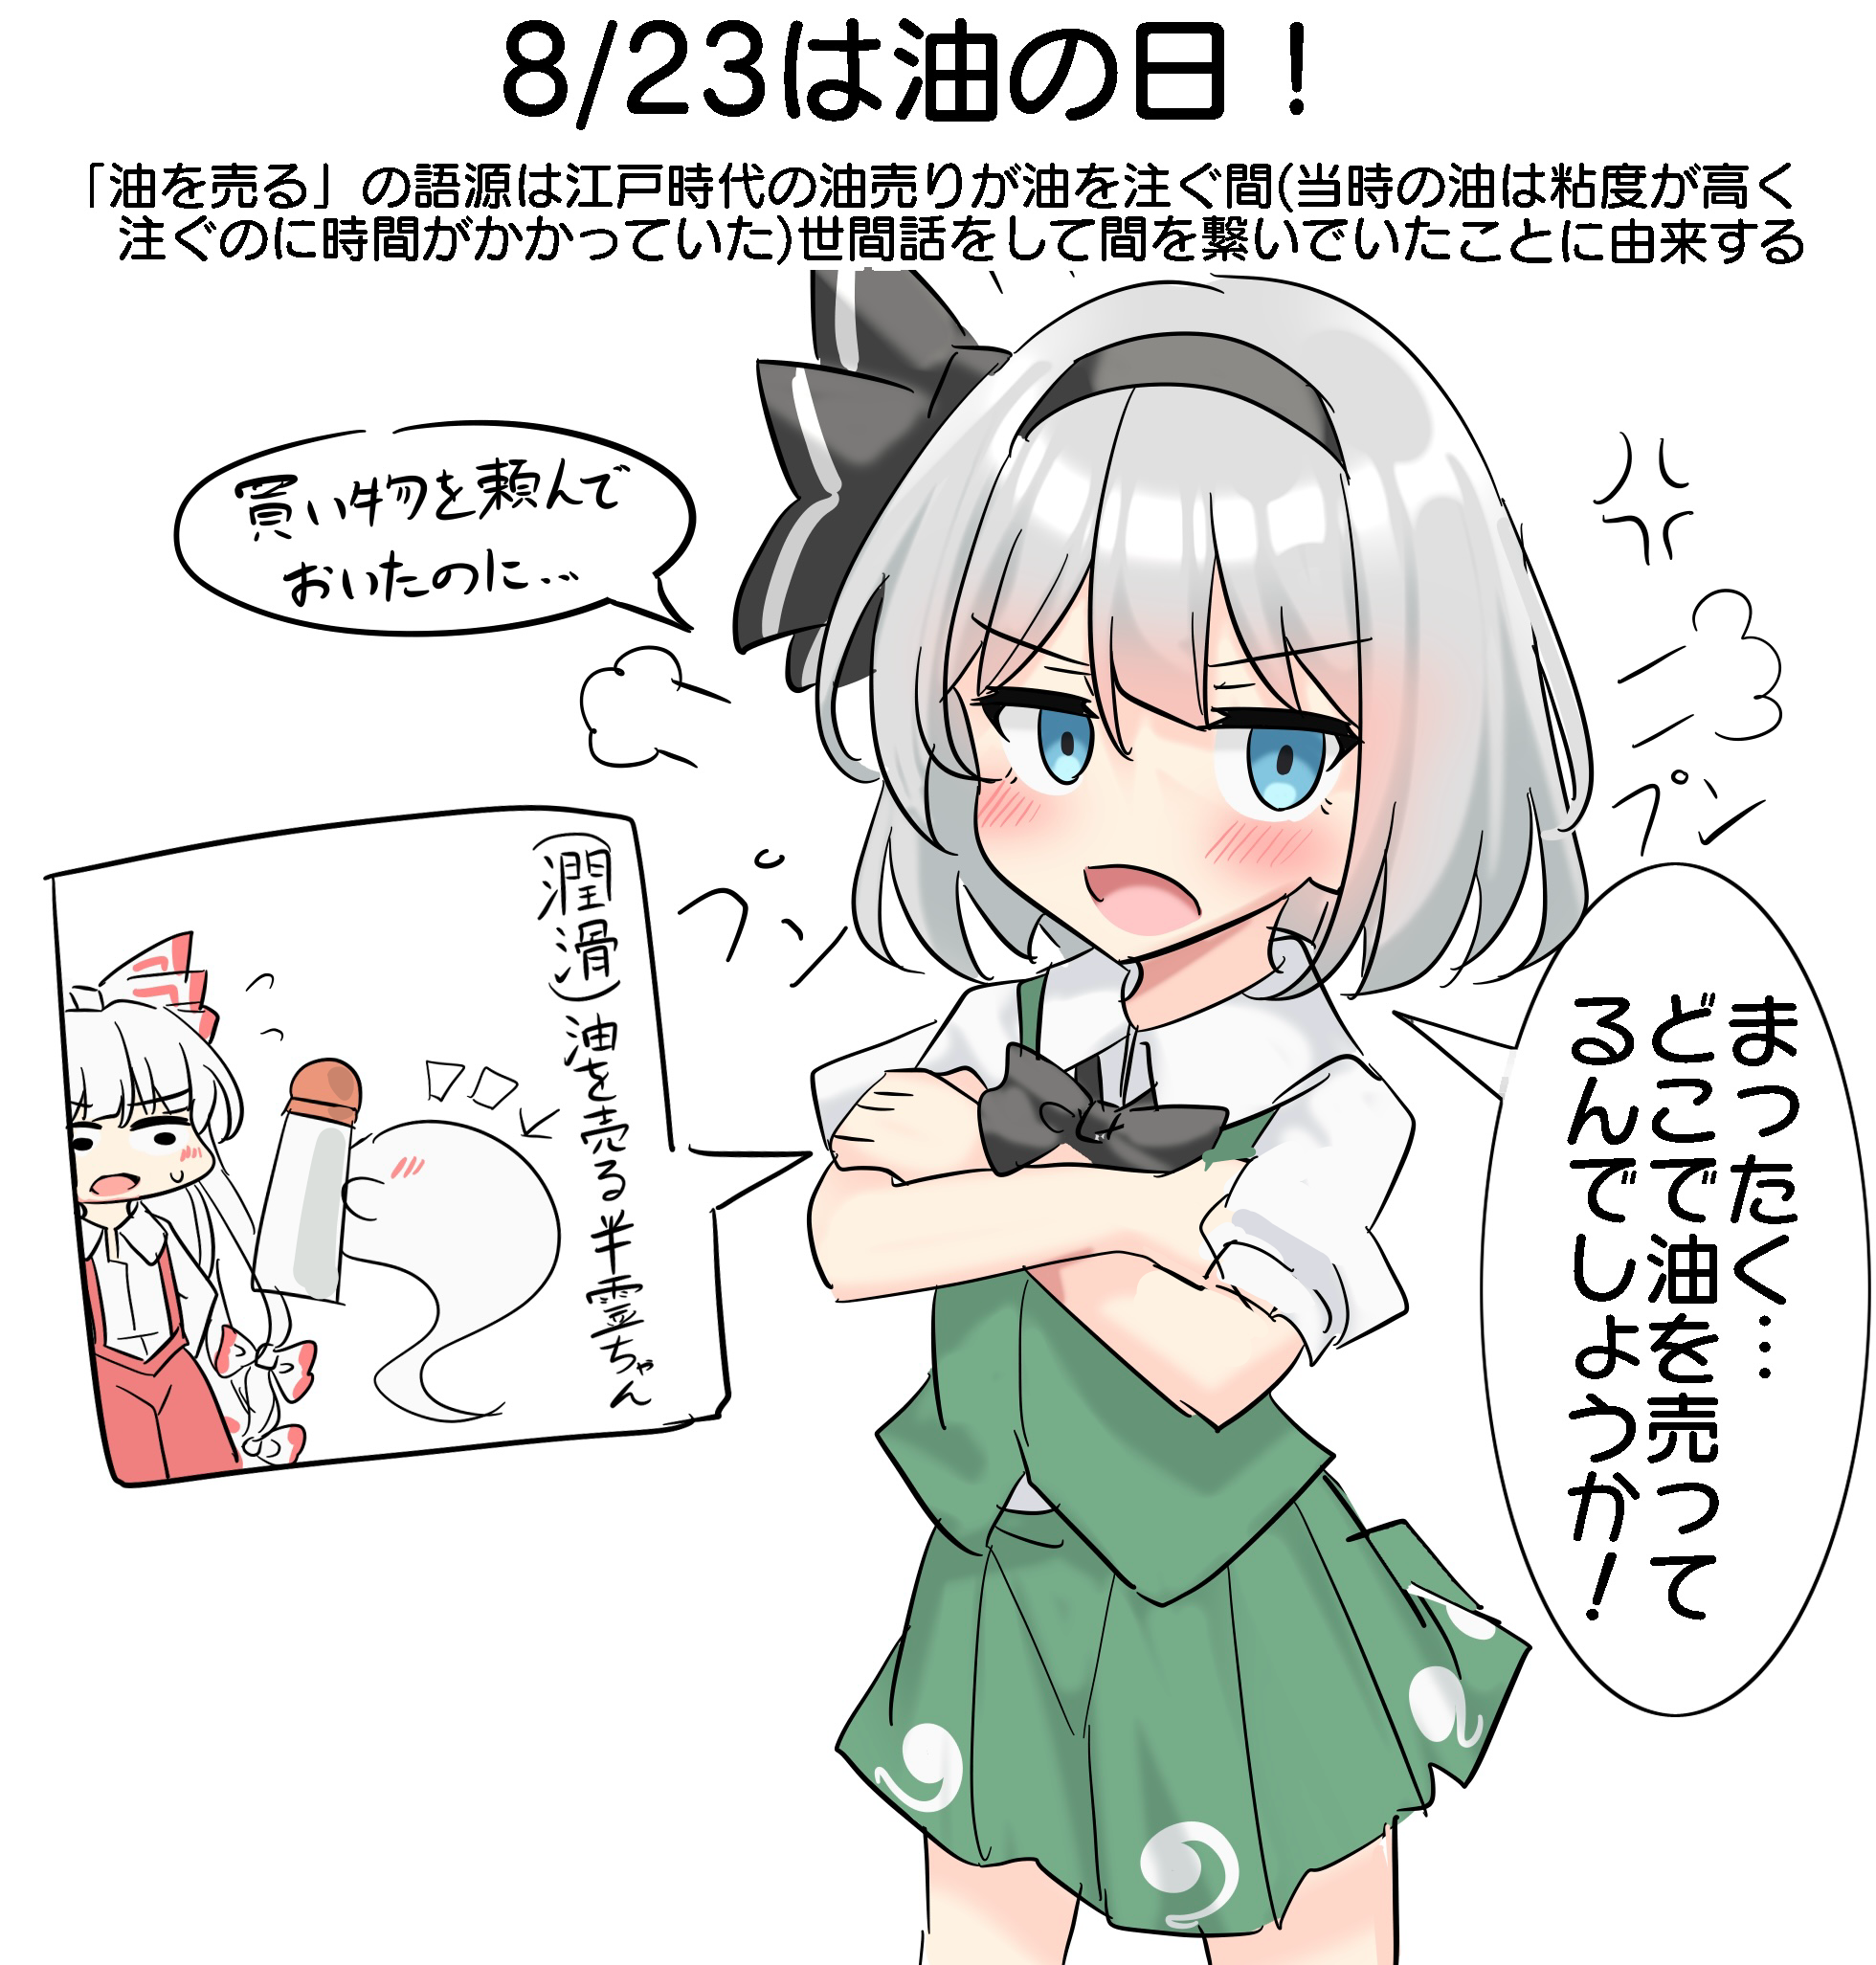 8/23は油の日！
「油を売る」の語源は江戸時代の油売りが油を注ぐ間(当時の油は粘度が高く
注ぐのに時間がかかっていた)世間話をして間を繋いでいたことに由来する
まったく…
どこで油を売って
るんでしょうか！
買い物を頼んで
おいたのに…
プン
プン
(潤滑)油を売る半霊ちゃん